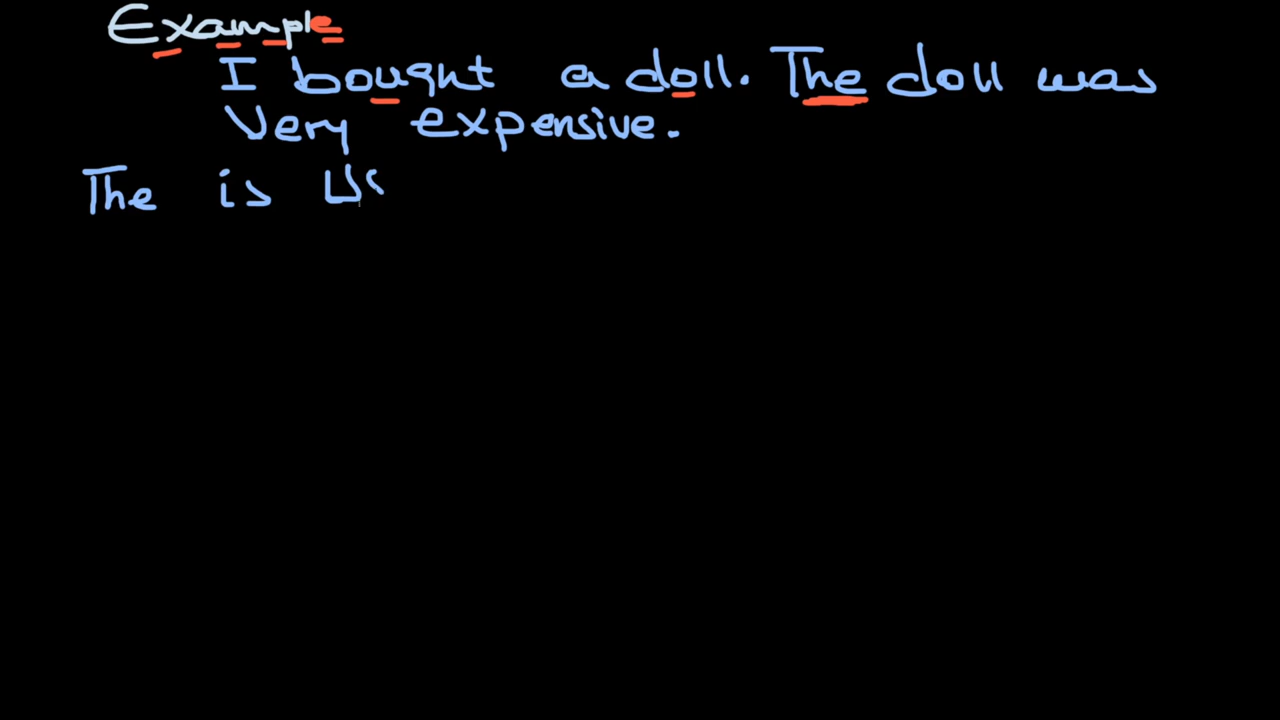 Example
I bought a doll. The doll was
Very expensive.
The is